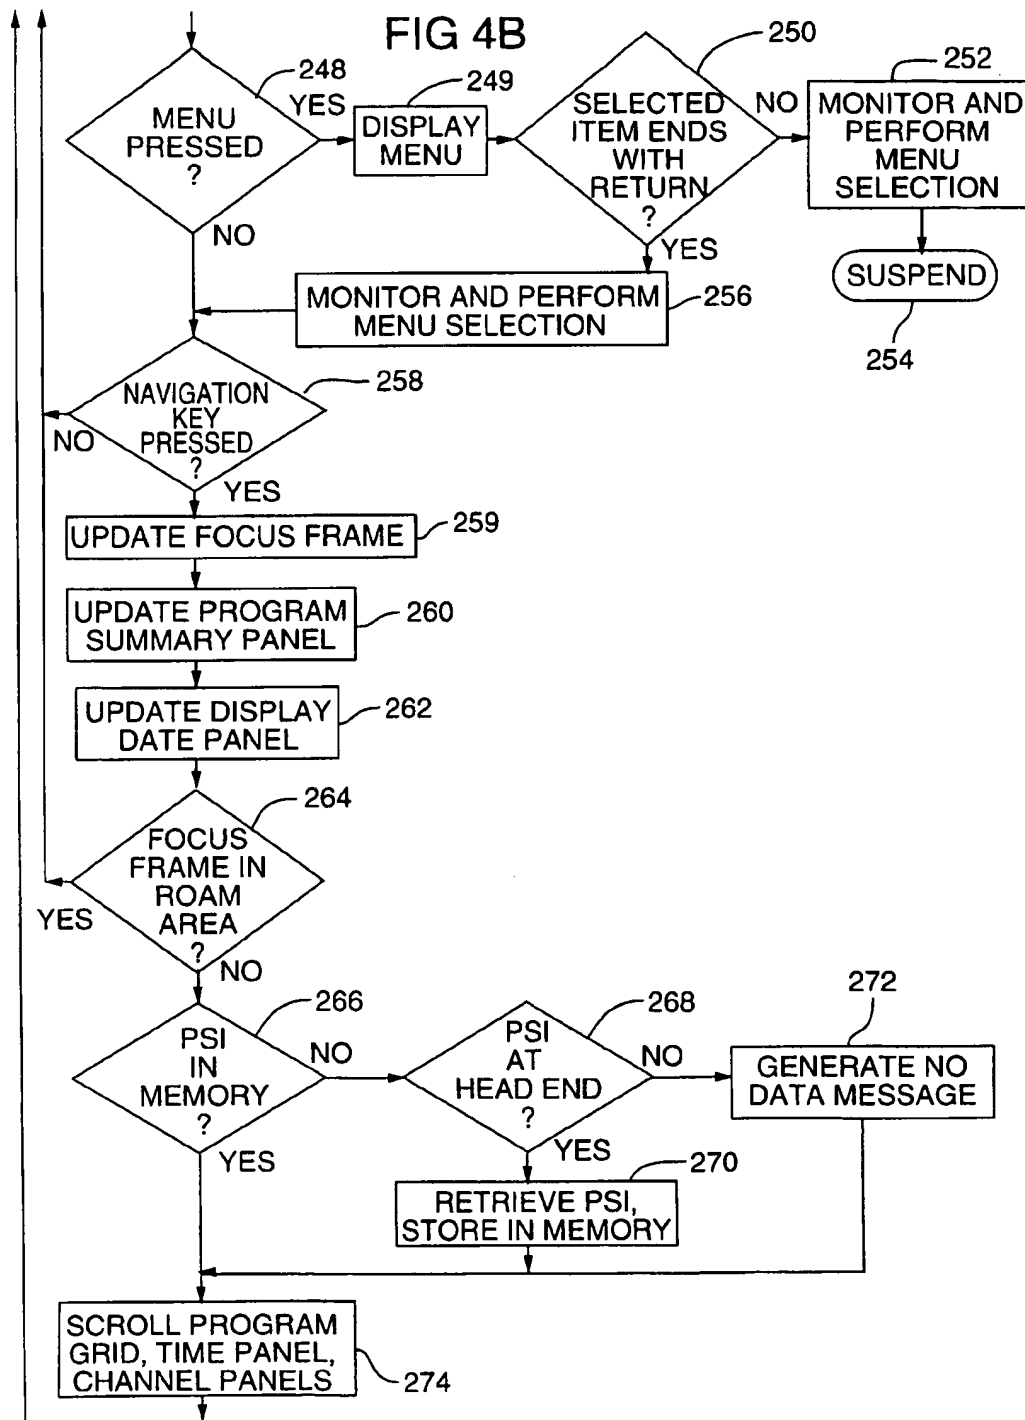 FIG 4B
248
MENU
PRESSED
?
YES
NO
249
DISPLAY
MENU
250
SELECTED
ITEM ENDS
WITH
RETURN
?
NO
YES
252
MONITOR AND
PERFORM
MENU
SELECTION
SUSPEND
254
MONITOR AND PERFORM
MENU SELECTION
256
258
NAVIGATION
KEY
PRESSED
?
NO
YES
UPDATE FOCUS FRAME
259
UPDATE PROGRAM
SUMMARY PANEL
260
UPDATE DISPLAY
DATE PANEL
262
264
FOCUS
FRAME IN
ROAM
AREA
?
YES
NO
266
PSI
IN
MEMORY
?
NO
YES
268
PSI
AT
HEAD END
?
NO
YES
272
GENERATE NO
DATA MESSAGE
270
RETRIEVE PSI,
STORE IN MEMORY
SCROLL PROGRAM
GRID, TIME PANEL,
CHANNEL PANELS
274